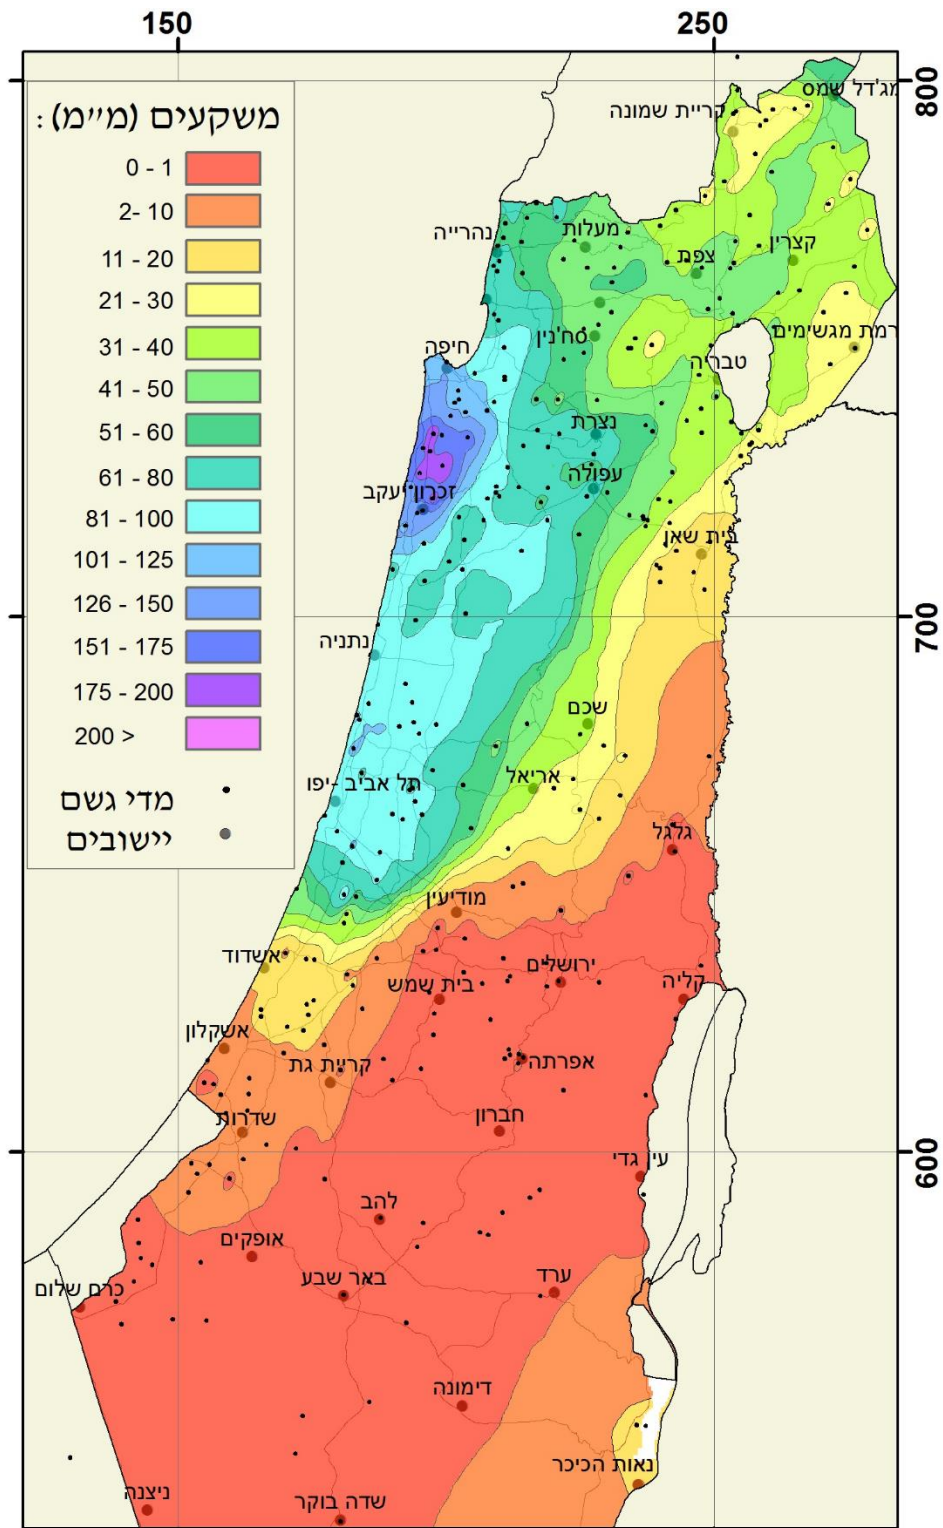 150
250
800
700
600
משקעים (מ״מ):
0 - 1
2- 10
11 - 20
21 - 30
31 - 40
41 - 50
51 - 60
61 - 80
81 - 100
101 - 125
126 - 150
151 - 175
175 - 200
200 >
מדי גשם
יישובים
מג'דל שמס
קריית שמונה
מעלות
נהרייה
קצרין
צפת
רמת מגשימים
סח'נין
חיפה
טבריה
נצרת
עפולה
זכרון יעקב
בית שאן
נתניה
שכם
אריאל
תל אביב -יפו
גלגל
מודיעין
אשדוד
ירושלים
קליה
בית שמש
אשקלון
קריית גת
אפרתה
שדרות
חברון
עין גדי
להב
אופקים
באר שבע
ערד
כרם שלום
דימונה
נאות הכיכר
ניצנה
שדה בוקר